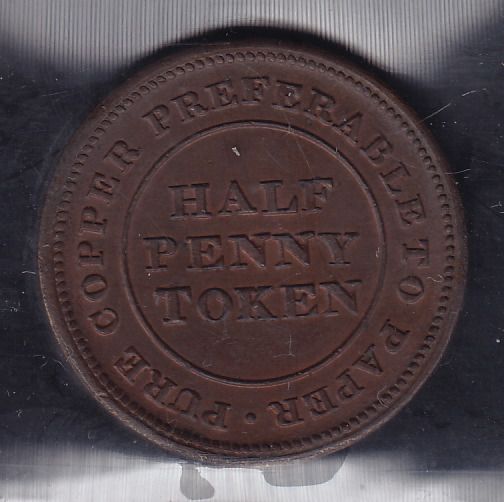 PURE COPPER PREFERABLE TO PAPER ·
HALF
PENNY
TOKEN